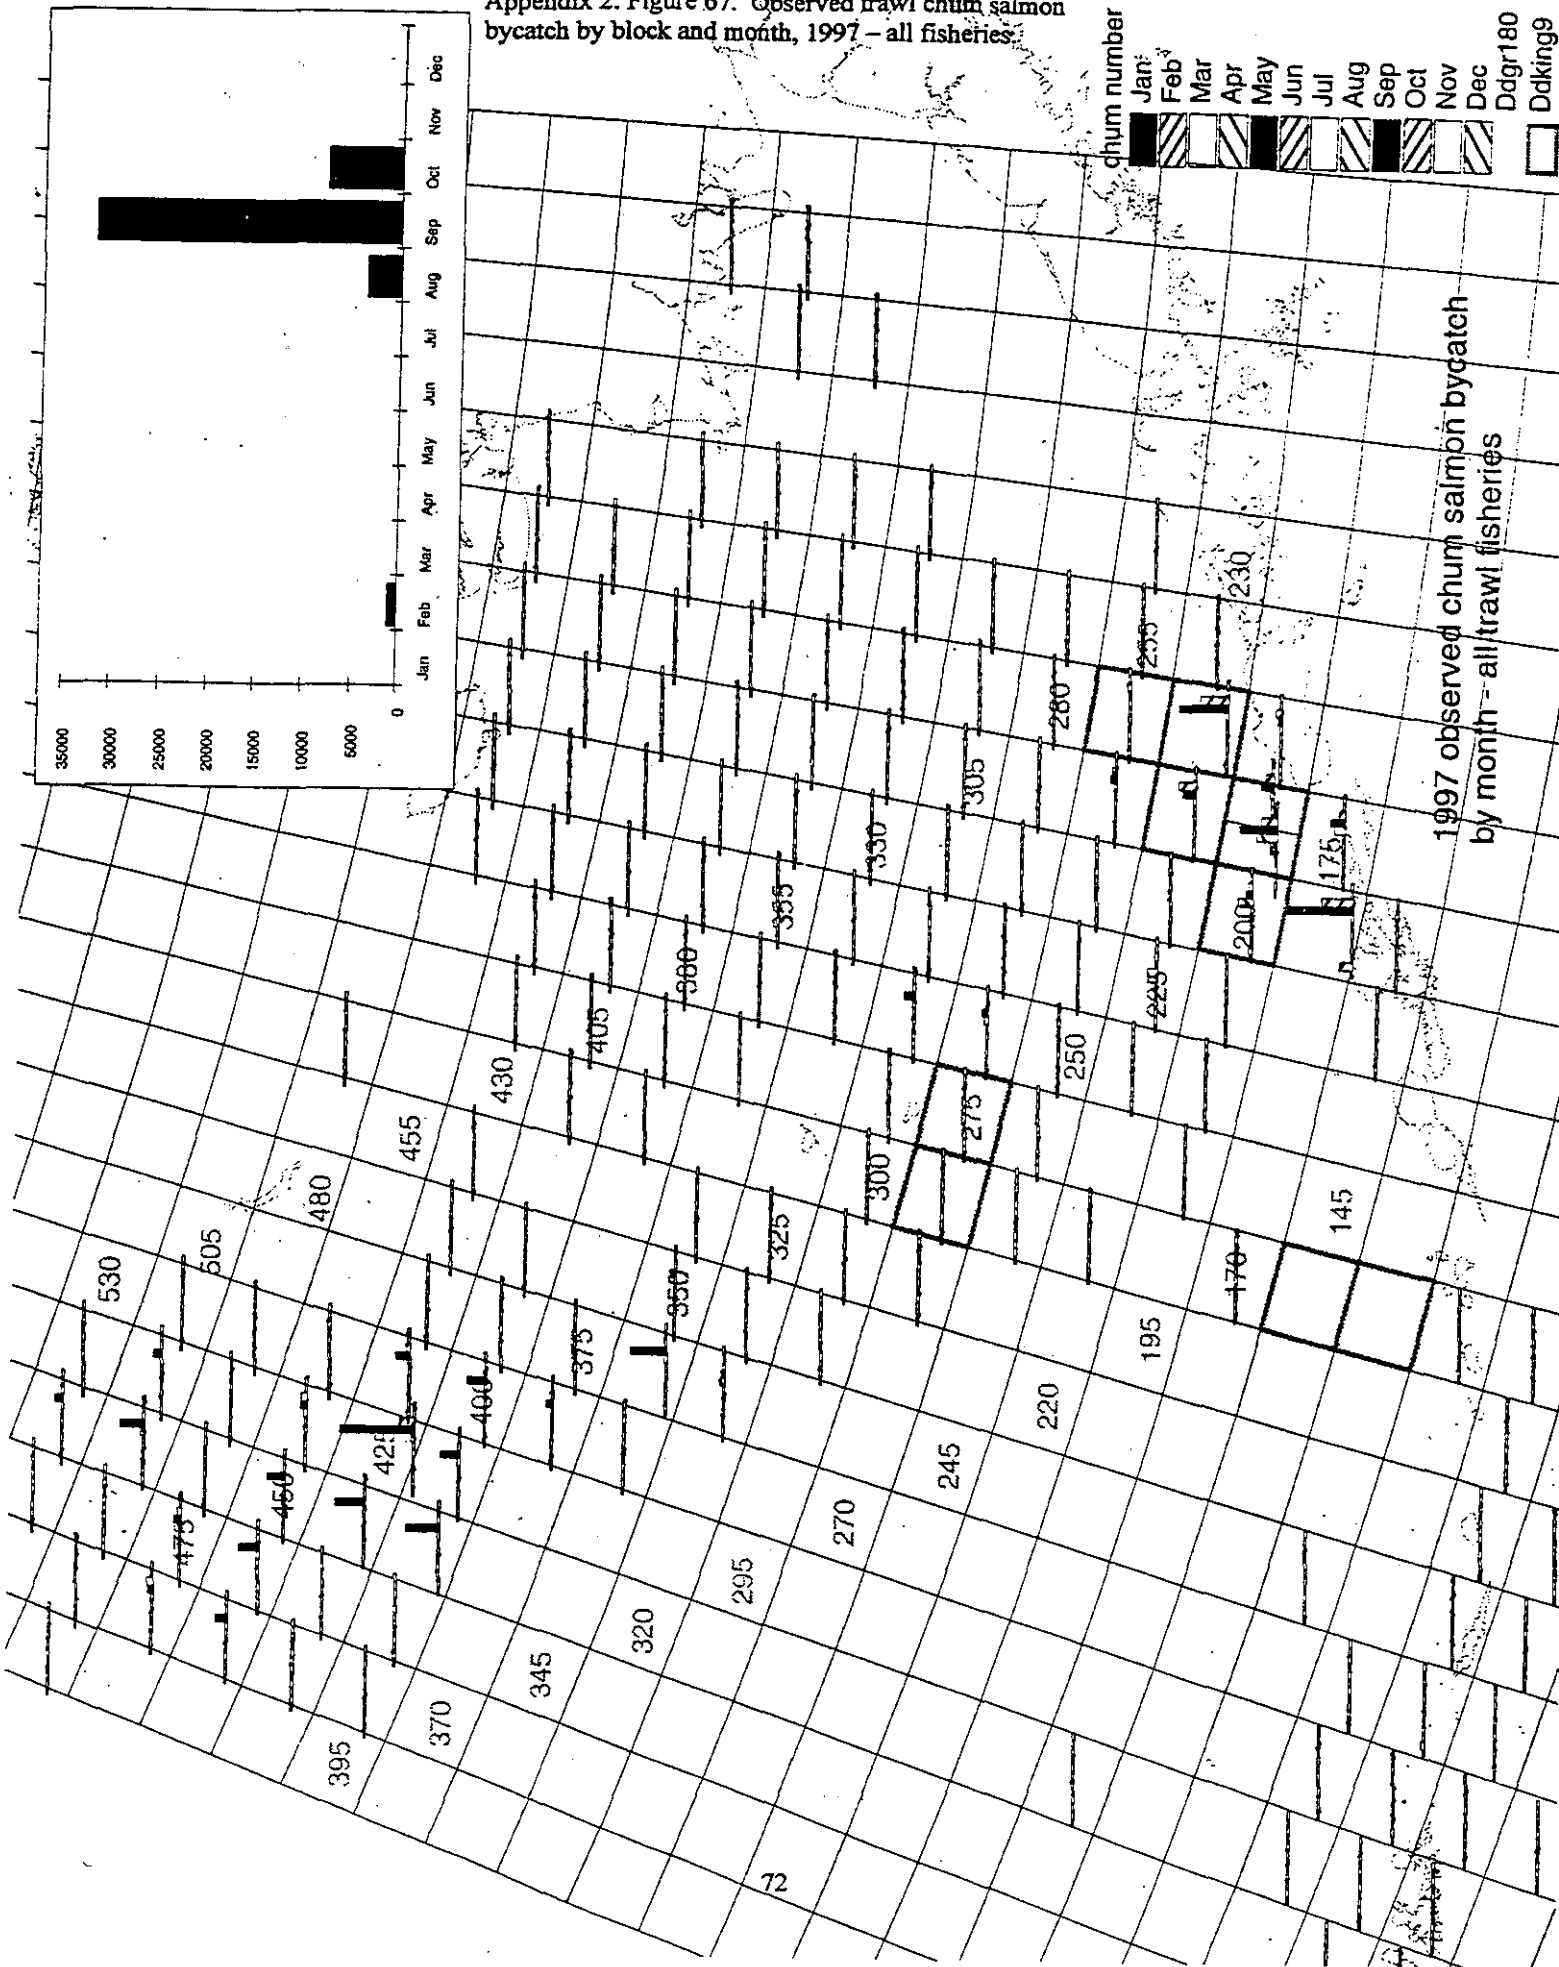 Appendix 2. Figure 67. Observed trawl chum salmon
bycatch by block and month, 1997 – all fisheries.
35000
30000
25000
20000
15000
10000
5000
0
Jan
Feb
Mar
Apr
May
Jun
Jul
Aug
Sep
Oct
Nov
Dec
chum number
Jan
Feb
Mar
Apr
May
Jun
Jul
Aug
Sep
Oct
Nov
Dec
Ddgr180
Ddking9
1997 observed chum salmon bycatch
by month - all trawl fisheries
530
505
480
455
430
405
380
355
330
305
280
255
230
475
450
425
400
375
350
325
300
275
250
225
200
175
395
370
345
320
295
270
245
220
195
170
145
72